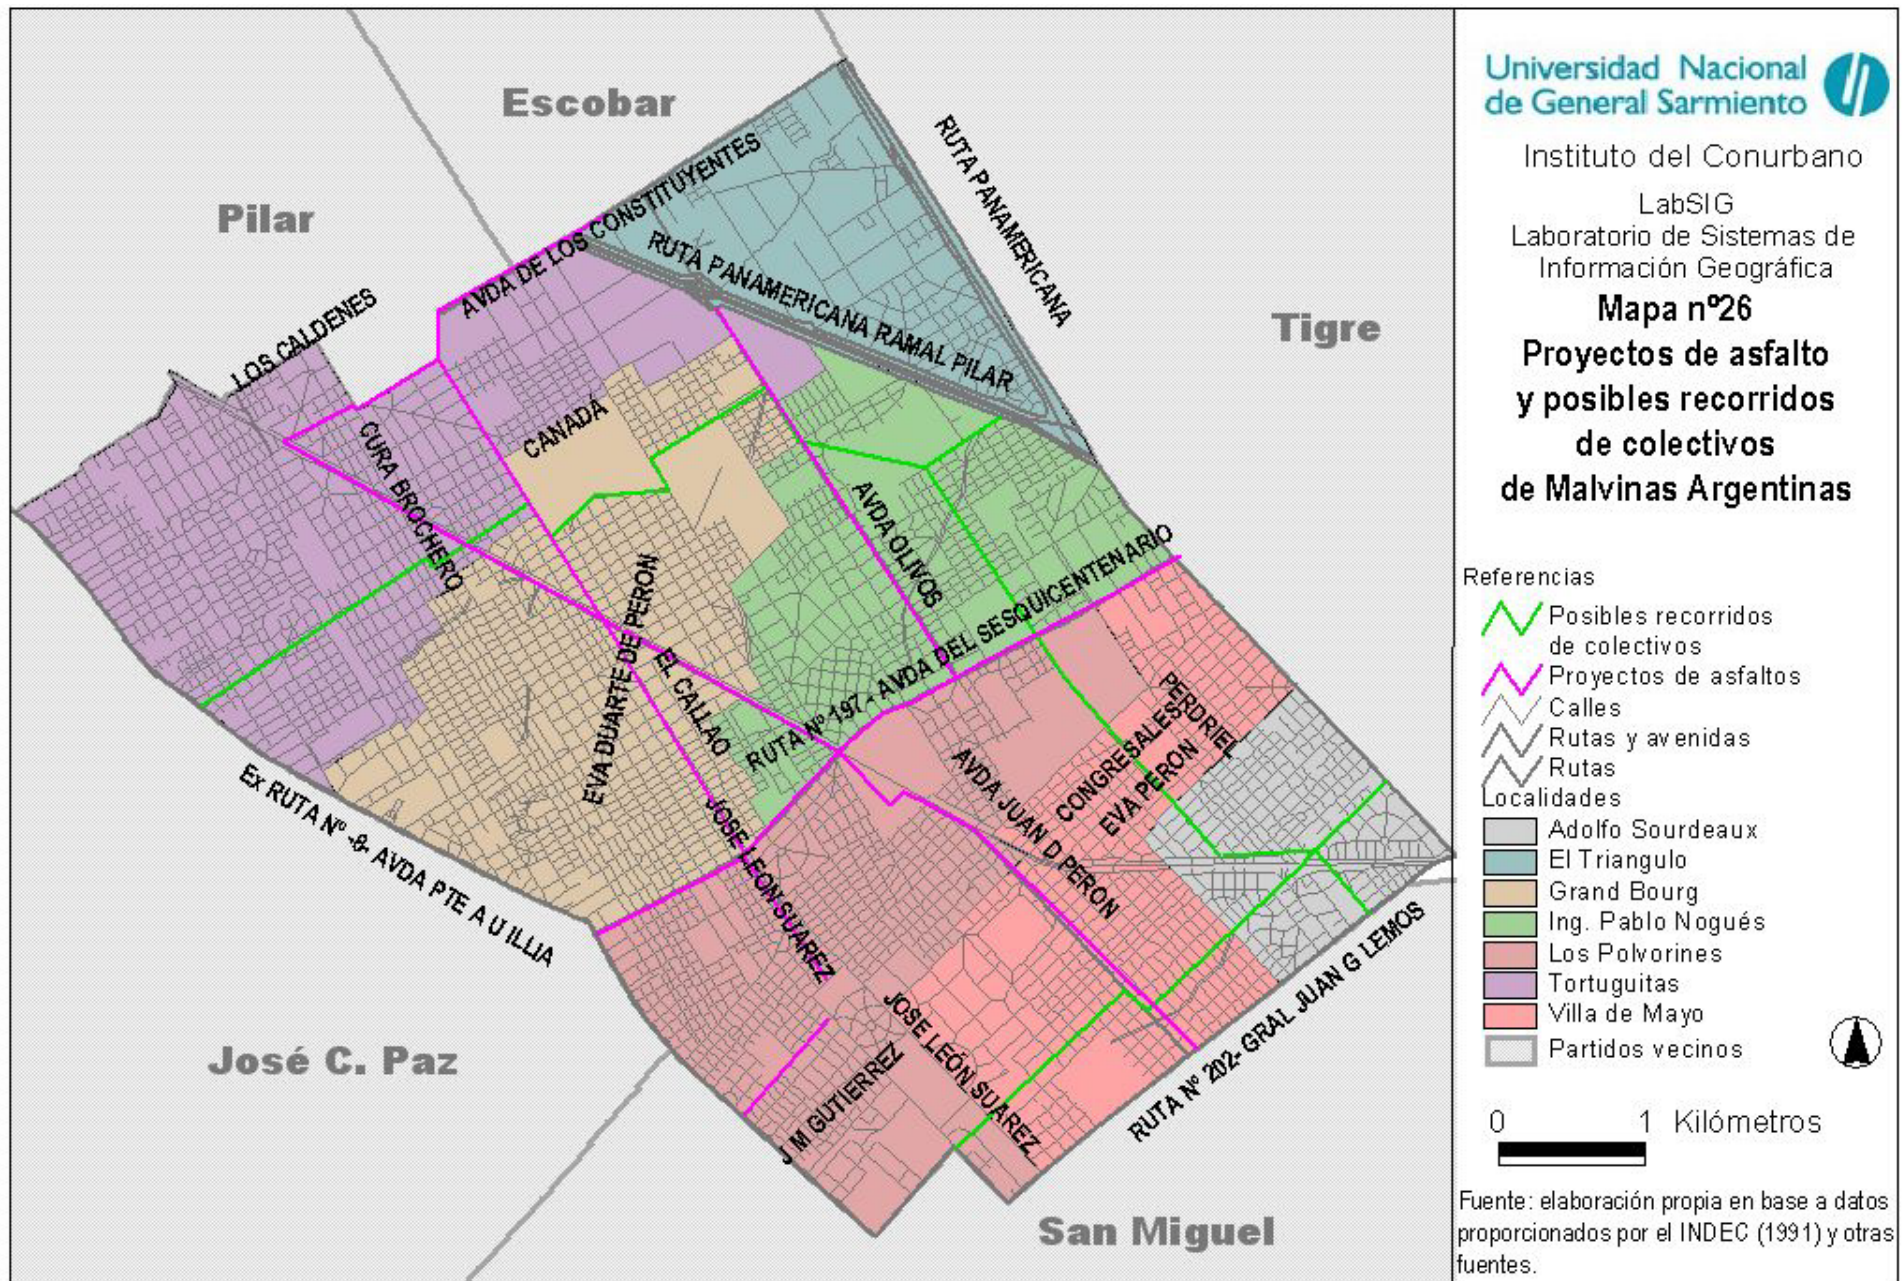 Escobar
Pilar
Tigre
José C. Paz
San Miguel
AVDA DE LOS CONSTITUYENTES
RUTA PANAMERICANA
RUTA PANAMERICANA RAMAL PILAR
LOS CALDENES
CURA BROCHERO
CANADÁ
AVDA OLIVOS
EVA DUARTE DE PERON
EL CALLAO
RUTA Nº 197 - AVDA DEL SESQUICENTENARIO
PERDRIEL
CONGRESALES
EVA PERON
AVDA JUAN D PERON
JOSE LEON SUAREZ
Ex RUTA Nº -8- AVDA PTE A U ILLIA
JOSE LEÓN SUAREZ
J M GUTIERREZ
RUTA Nº 202- GRAL JUAN G LEMOS
Universidad Nacional
de General Sarmiento
Instituto del Conurbano
LabSIG
Laboratorio de Sistemas de
Información Geográfica
Mapa nº26
Proyectos de asfalto
y posibles recorridos
de colectivos
de Malvinas Argentinas
Referencias
Posibles recorridos
de colectivos
Proyectos de asfaltos
Calles
Rutas y avenidas
Rutas
Localidades
Adolfo Sourdeaux
El Triangulo
Grand Bourg
Ing. Pablo Nogués
Los Polvorines
Tortuguitas
Villa de Mayo
Partidos vecinos
0 1 Kilómetros
Fuente: elaboración propia en base a datos
proporcionados por el INDEC (1991) y otras
fuentes.